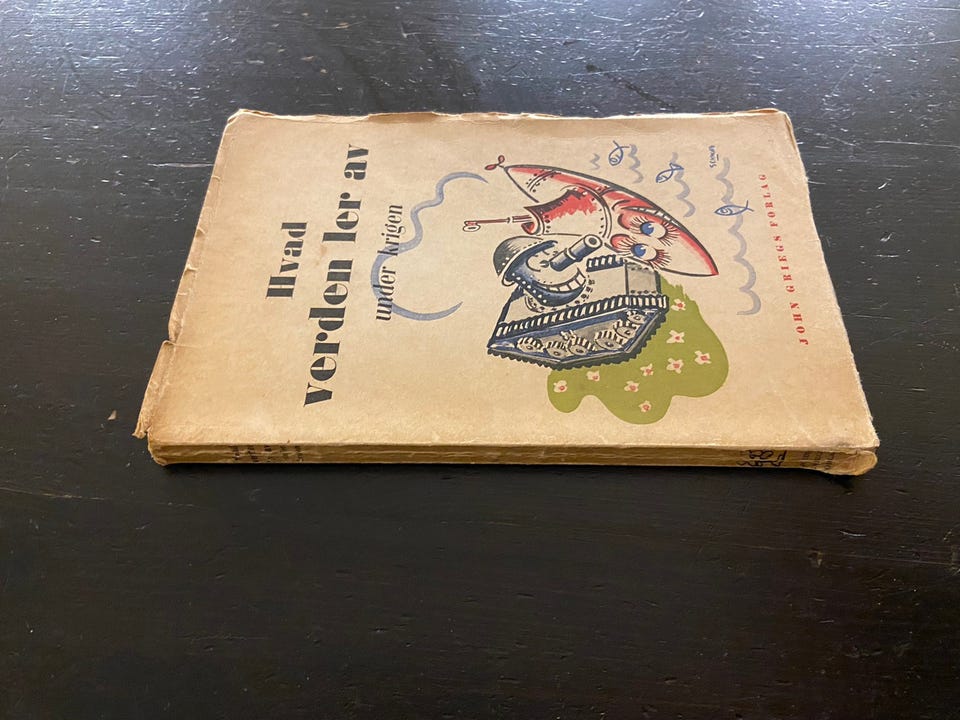 Hvad
verden ler av
under krigen
JOHN GRIEGS FORLAG